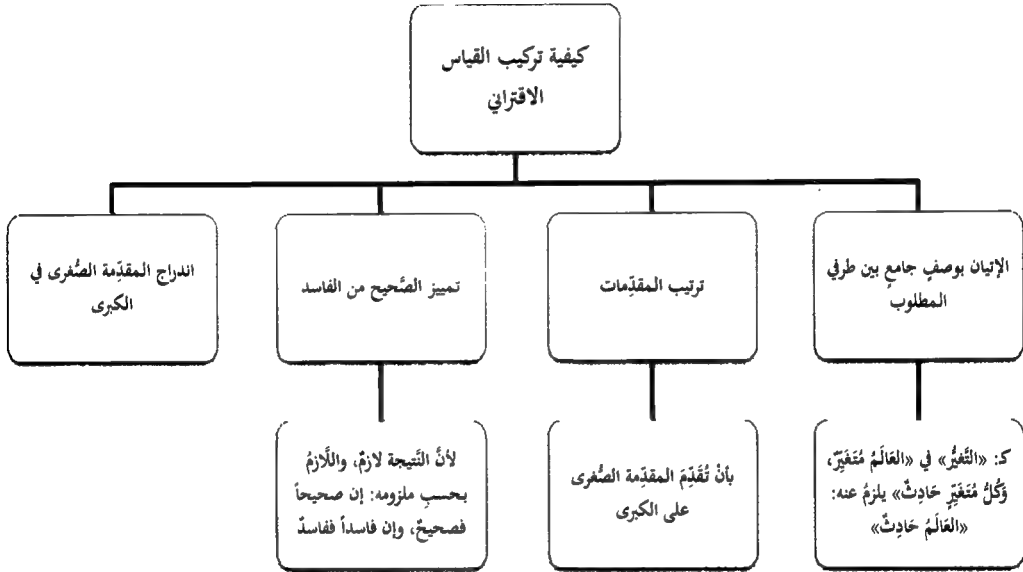 كيفية تركيب القياس
الاقتراني
الإتيان بوصفٍ جامعٍ بين طرفي
المطلوب
ترتيب المقدِّمات
تمييز الصَّحيح من الفاسد
اندراج المقدِّمة الصُّغرى في
الكبرى
كـ: «التَّغيُّر» في «العَالَمُ مُتَغَيِّرٌ،
وَكُلُّ مُتَغَيِّرٍ حَادِثٌ» يلزمُ عنه:
«العَالَمُ حَادِثٌ»
بأنْ تُقَدِّمَ المقدِّمة الصُّغرى
على الكبرى
لأنَّ النَّتيجة لازمٌ، واللَّازمُ
بحسبِ ملزومه: إن صحيحاً
فصحيحٌ، وإن فاسداً ففاسدٌ